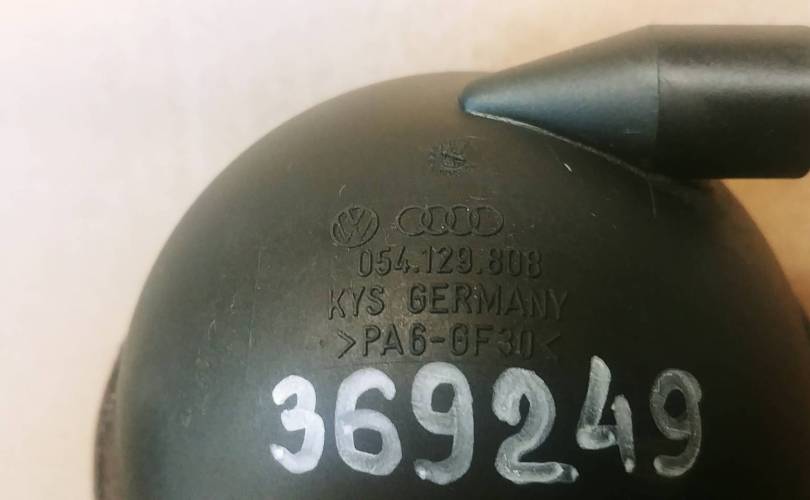 054.129.808
KYS GERMANY
>PA6-GF30<
369249